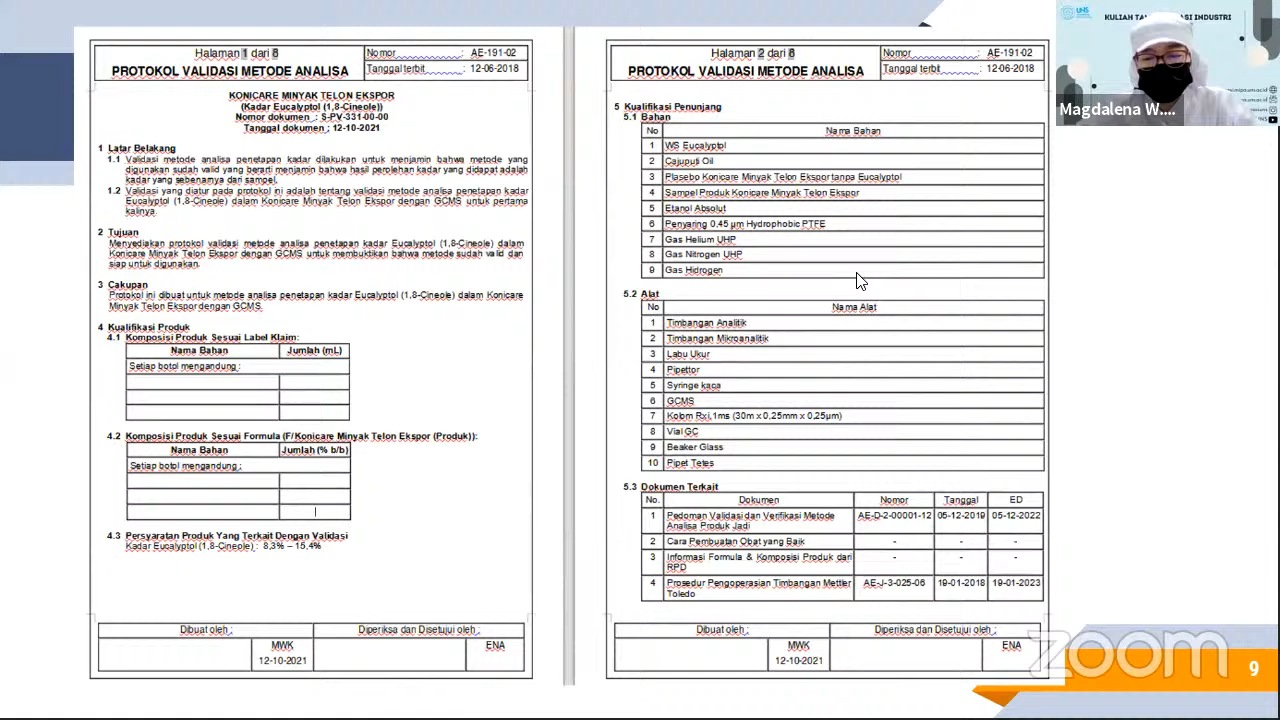 Halaman 1 dari 8
PROTOKOL VALIDASI METODE ANALISA
Nomor : AE-191-02
Tanggal terbit : 12-06-2018
KONICARE MINYAK TELON EKSPOR
(Kadar Eucalyptol (1,8-Cineole))
Nomor dokumen : S-PV-331-00-00
Tanggal dokumen : 12-10-2021
1 Latar Belakang
1.1 Validasi metode analisa penetapan kadar dilakukan untuk menjamin bahwa metode yang
digunakan sudah valid yang berarti menjamin bahwa hasil perolehan kadar yang didapat adalah
kadar yang sebenarnya dari sampel.
1.2 Validasi yang diatur pada protokol ini adalah tentang validasi metode analisa penetapan kadar
Eucalyptol (1,8-Cineole) dalam Konicare Minyak Telon Ekspor dengan GCMS untuk pertama
kalinya.
2 Tujuan
Menyediakan protokol validasi metode analisa penetapan kadar Eucalyptol (1,8-Cineole) dalam
Konicare Minyak Telon Ekspor dengan GCMS untuk membuktikan bahwa metode sudah valid dan
siap untuk digunakan.
3 Cakupan
Protokol ini dibuat untuk metode analisa penetapan kadar Eucalyptol (1,8-Cineole) dalam Konicare
Minyak Telon Ekspor dengan GCMS.
4 Kualifikasi Produk
4.1 Komposisi Produk Sesuai Label Klaim:
Nama Bahan Jumlah (mL)
Setiap botol mengandung :
4.2 Komposisi Produk Sesuai Formula (F/Konicare Minyak Telon Ekspor (Produk)):
Nama Bahan Jumlah (% b/b)
Setiap botol mengandung :
4.3 Persyaratan Produk Yang Terkait Dengan Validasi
Kadar Eucalyptol (1,8-Cineole) : 8,3% – 15,4%
Dibuat oleh : Diperiksa dan Disetujui oleh :
MWK ENA
12-10-2021
Halaman 2 dari 8
PROTOKOL VALIDASI METODE ANALISA
Nomor : AE-191-02
Tanggal terbit : 12-06-2018
5 Kualifikasi Penunjang
5.1 Bahan
No Nama Bahan
1 WS Eucalyptol
2 Cajuputi Oil
3 Plasebo Konicare Minyak Telon Ekspor tanpa Eucalyptol
4 Sampel Produk Konicare Minyak Telon Ekspor
5 Etanol Absolut
6 Penyaring 0,45 µm Hydrophobic PTFE
7 Gas Helium UHP
8 Gas Nitrogen UHP
9 Gas Hidrogen
5.2 Alat
No Nama Alat
1 Timbangan Analitik
2 Timbangan Mikroanalitik
3 Labu Ukur
4 Pipettor
5 Syringe kaca
6 GCMS
7 Kolom Rxi,1ms (30m x 0,25mm x 0,25µm)
8 Vial GC
9 Beaker Glass
10 Pipet Tetes
5.3 Dokumen Terkait
No. Dokumen Nomor Tanggal ED
1 Pedoman Validasi dan Verifikasi Metode AE-D-2-00001-12 05-12-2019 05-12-2022
Analisa Produk Jadi
2 Cara Pembuatan Obat yang Baik - - -
3 Informasi Formula & Komposisi Produk dari - - -
RPD
4 Prosedur Pengoperasian Timbangan Mettler AE-J-3-025-06 19-01-2018 19-01-2023
Toledo
Dibuat oleh : Diperiksa dan Disetujui oleh :
MWK ENA
12-10-2021
UNS
Magdalena W....
zoom
9